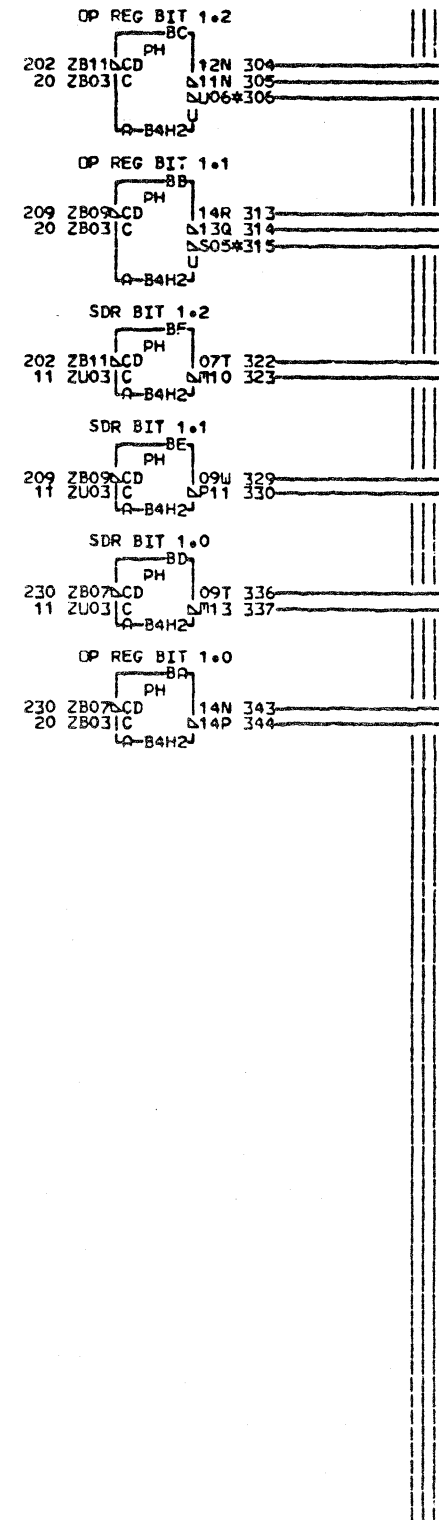 OP REG BIT 1.2
BC
PH
202 ZB11 CD 12N 304
20 ZB03 C 11N 305
U06*306
U
A-B4H2
OP REG BIT 1.1
BB
PH
209 ZB09 CD 14R 313
20 ZB03 C 13Q 314
S05*315
U
A-B4H2
SDR BIT 1.2
BF
PH
202 ZB11 CD 07T 322
11 ZU03 C M10 323
A-B4H2
SDR BIT 1.1
BE
PH
209 ZB09 CD 09W 329
11 ZU03 C P11 330
A-B4H2
SDR BIT 1.0
BD
PH
230 ZB07 CD 09T 336
11 ZU03 C M13 337
A-B4H2
OP REG BIT 1.0
BA
PH
230 ZB07 CD 14N 343
20 ZB03 C 14P 344
A-B4H2